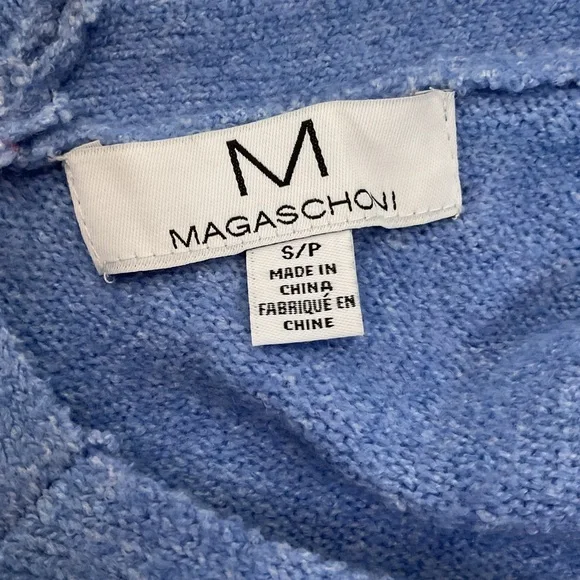 M
MAGASCHONI
S/P
MADE IN
CHINA
FABRIQUÉ EN
CHINE